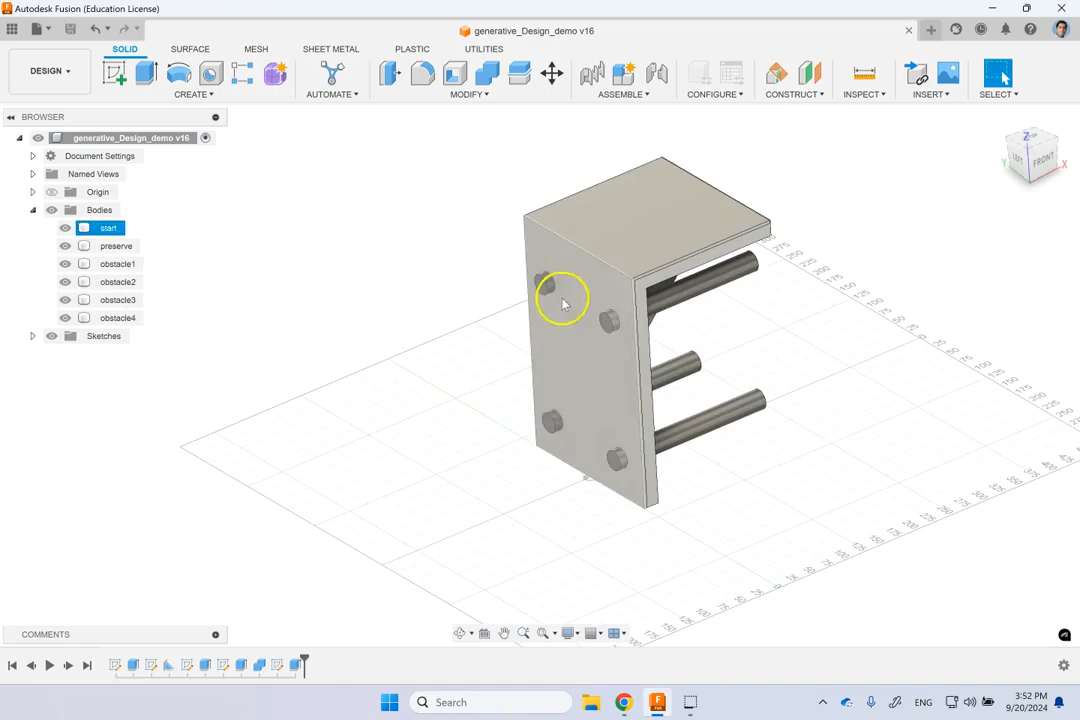 Autodesk Fusion (Education License)
generative_Design_demo v16
DESIGN
SOLID SURFACE MESH SHEET METAL PLASTIC UTILITIES
CREATE AUTOMATE MODIFY ASSEMBLE CONFIGURE CONSTRUCT INSPECT INSERT SELECT
BROWSER
generative_Design_demo v16
Document Settings
Named Views
Origin
Bodies
start
preserve
obstacle1
obstacle2
obstacle3
obstacle4
Sketches
Z
Y
X
LEFT
FRONT
COMMENTS
Search
ENG
3:52 PM
9/20/2024